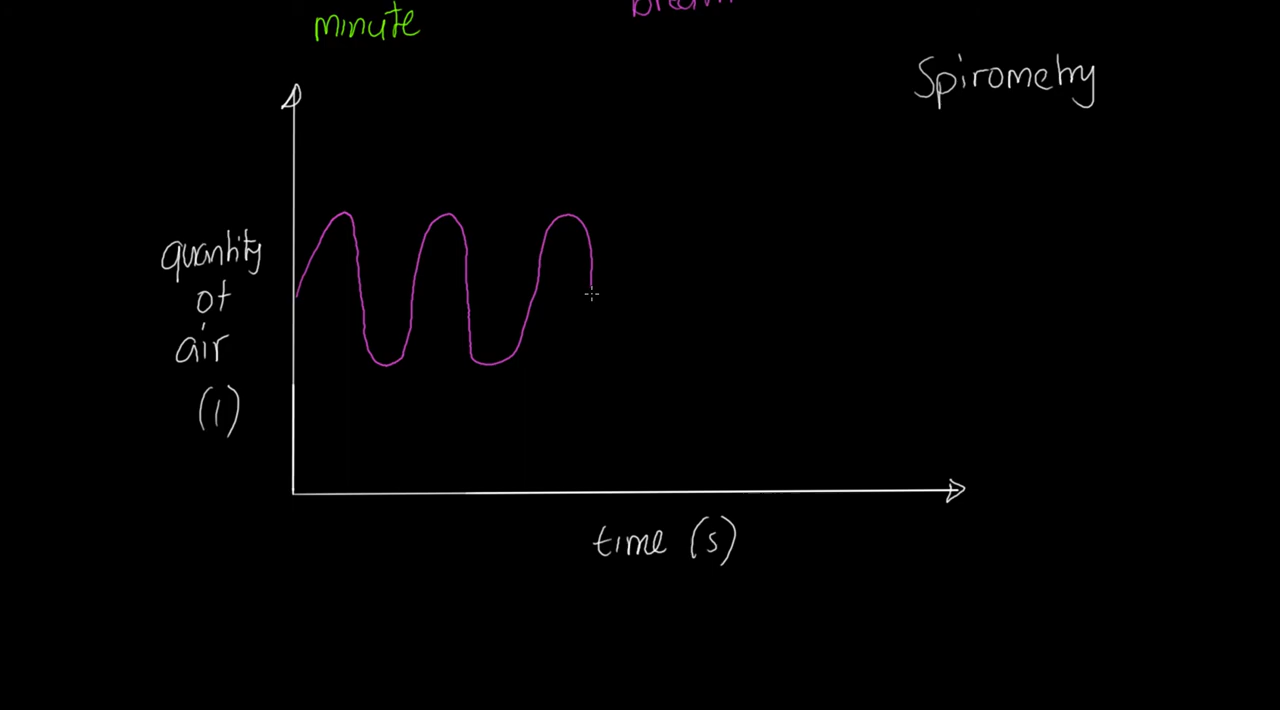 minute
Spirometry
quantity
of
air
(l)
time (s)